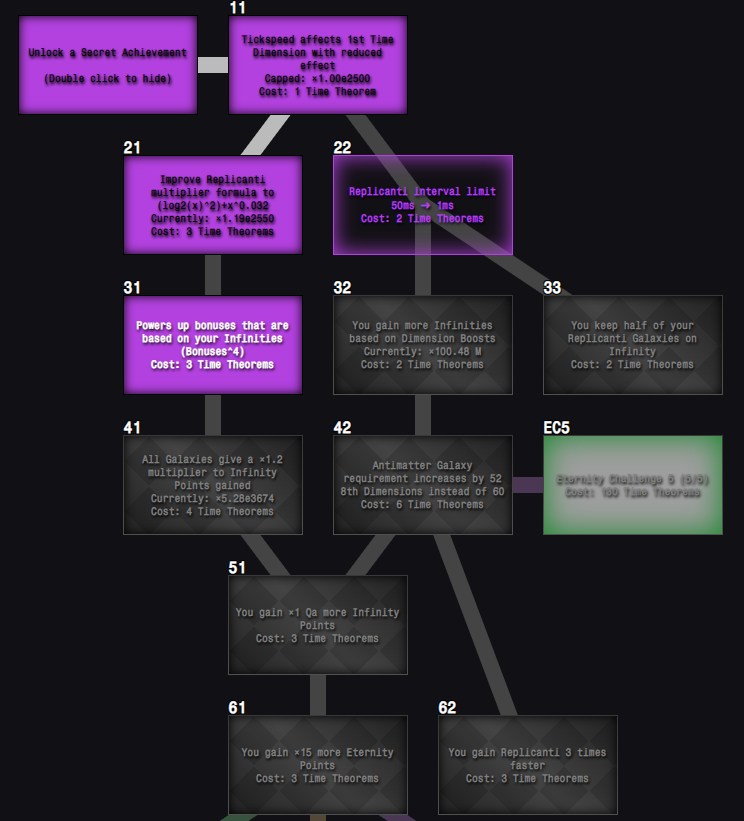 11
Unlock a Secret Achievement
(Double click to hide)
Tickspeed affects 1st Time
Dimension with reduced
effect
Capped: ×1.00e2500
Cost: 1 Time Theorem
21
Improve Replicanti
multiplier formula to
(log2(x)^2)+x^0.032
Currently: ×1.19e2550
Cost: 3 Time Theorems
22
Replicanti interval limit
50ms → 1ms
Cost: 2 Time Theorems
31
Powers up bonuses that are
based on your Infinities
(Bonuses^4)
Cost: 3 Time Theorems
32
You gain more Infinities
based on Dimension Boosts
Currently: ×100.48 M
Cost: 2 Time Theorems
33
You keep half of your
Replicanti Galaxies on
Infinity
Cost: 2 Time Theorems
41
All Galaxies give a ×1.2
multiplier to Infinity
Points gained
Currently: ×5.28e3674
Cost: 4 Time Theorems
42
Antimatter Galaxy
requirement increases by 52
8th Dimensions instead of 60
Cost: 6 Time Theorems
EC5
Eternity Challenge 5 (5/5)
Cost: 130 Time Theorems
51
You gain ×1 Qa more Infinity
Points
Cost: 3 Time Theorems
61
You gain ×15 more Eternity
Points
Cost: 3 Time Theorems
62
You gain Replicanti 3 times
faster
Cost: 3 Time Theorems